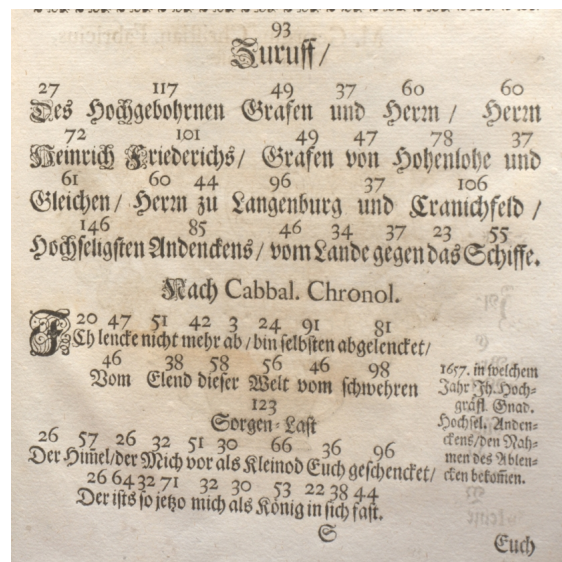 93
Zuruff /
27 117 49 37 60 60
Des Hochgebohrnen Grafen und Herrn / Herrn
72 101 49 47 78 37
Heinrich Friederichs / Grafen von Hohenlohe und
61 60 44 96 37 106
Gleichen / Herrn zu Langenburg und Cranichfeld /
146 85 46 34 37 23 55
Hochseligsten Andenckens / vom Lande gegen das Schiffe.
Nach Cabbal. Chronol.
20 47 51 42 3 24 91 81
ICh lencke nicht mehr ab / bin selbsten abgelencket /
46 38 58 56 46 98
Vom Elend dieser Welt vom schwehren
123
Sorgen-Last
26 57 26 32 51 30 66 36 96
Der Him̃el / der Mich vor als Kleinod Euch geschencket /
26 64 32 71 32 30 53 22 38 44
Der ists so jetzo mich als König in sich fast.
1657. in welchem
Jahr Ih. Hoch-
gräfl. Gnad.
Hochsel. Anden-
ckens / den Nah-
men des Ablen-
cken bekom̃en.
S
Euch